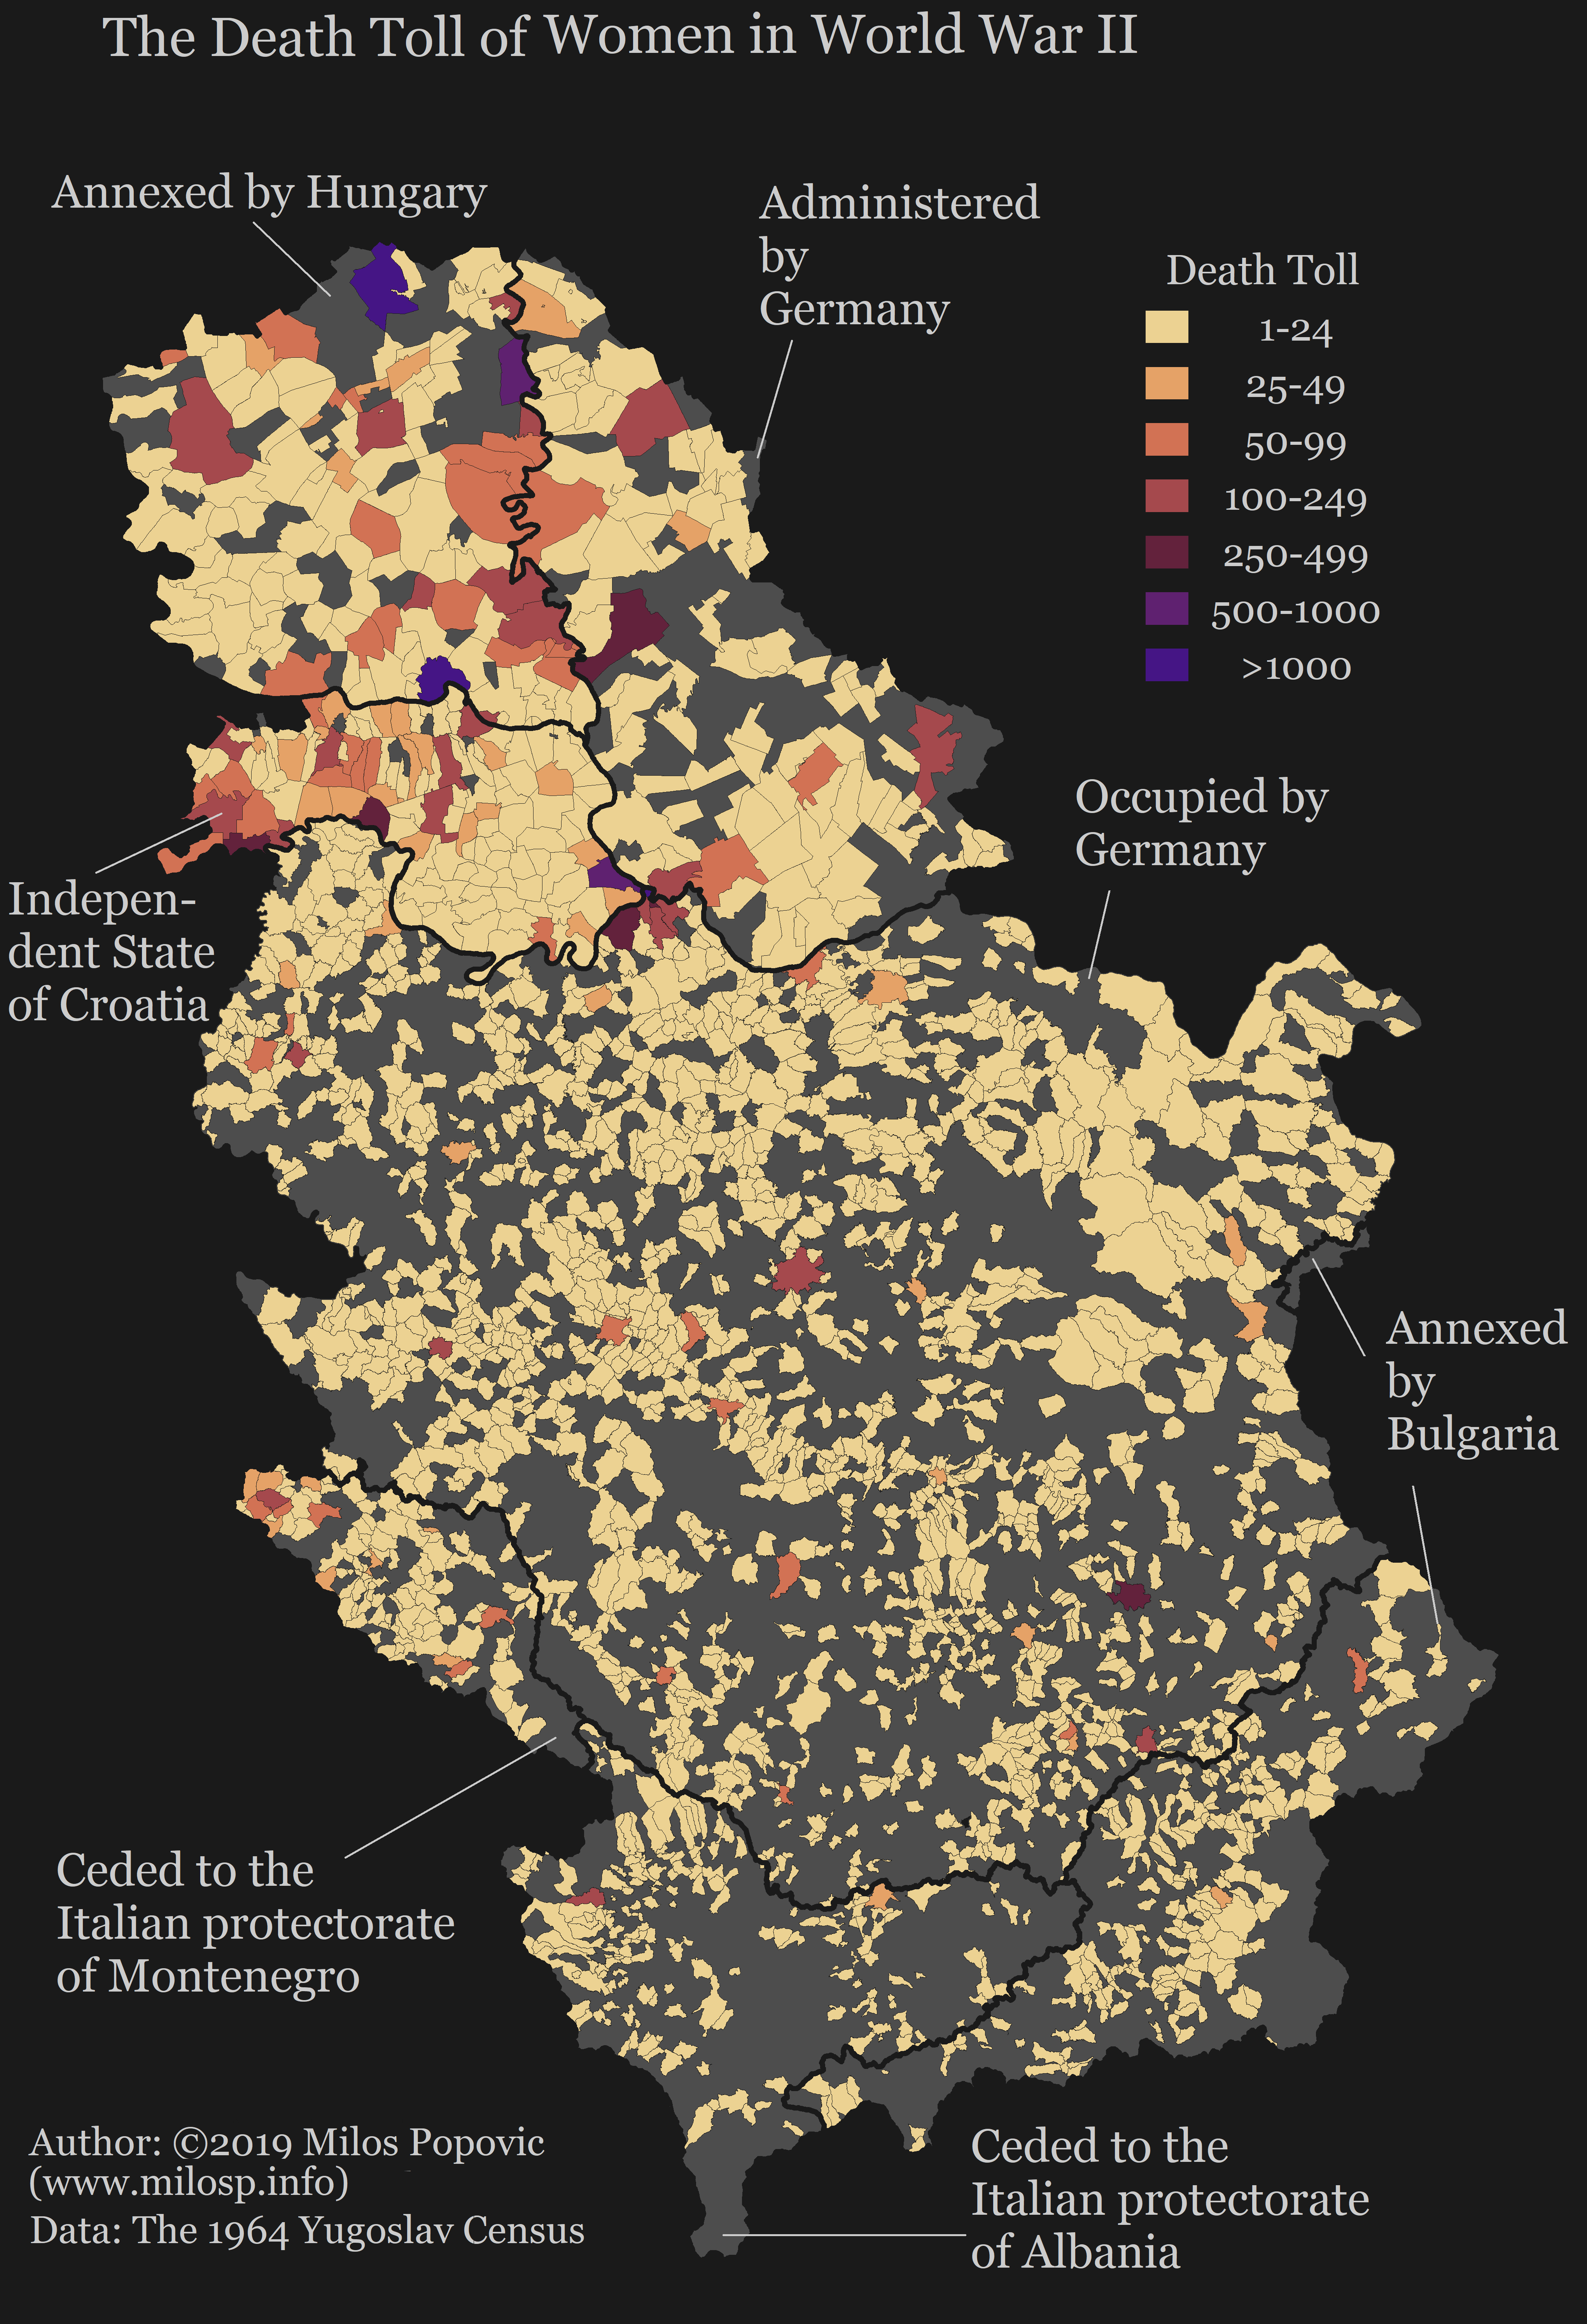 The Death Toll of Women in World War II
Annexed by Hungary
Administered
by
Germany
Death Toll
1-24
25-49
50-99
100-249
250-499
500-1000
>1000
Occupied by
Germany
Indepen-
dent State
of Croatia
Annexed
by
Bulgaria
Ceded to the
Italian protectorate
of Montenegro
Ceded to the
Italian protectorate
of Albania
Author: ©2019 Milos Popovic
(www.milosp.info)
Data: The 1964 Yugoslav Census